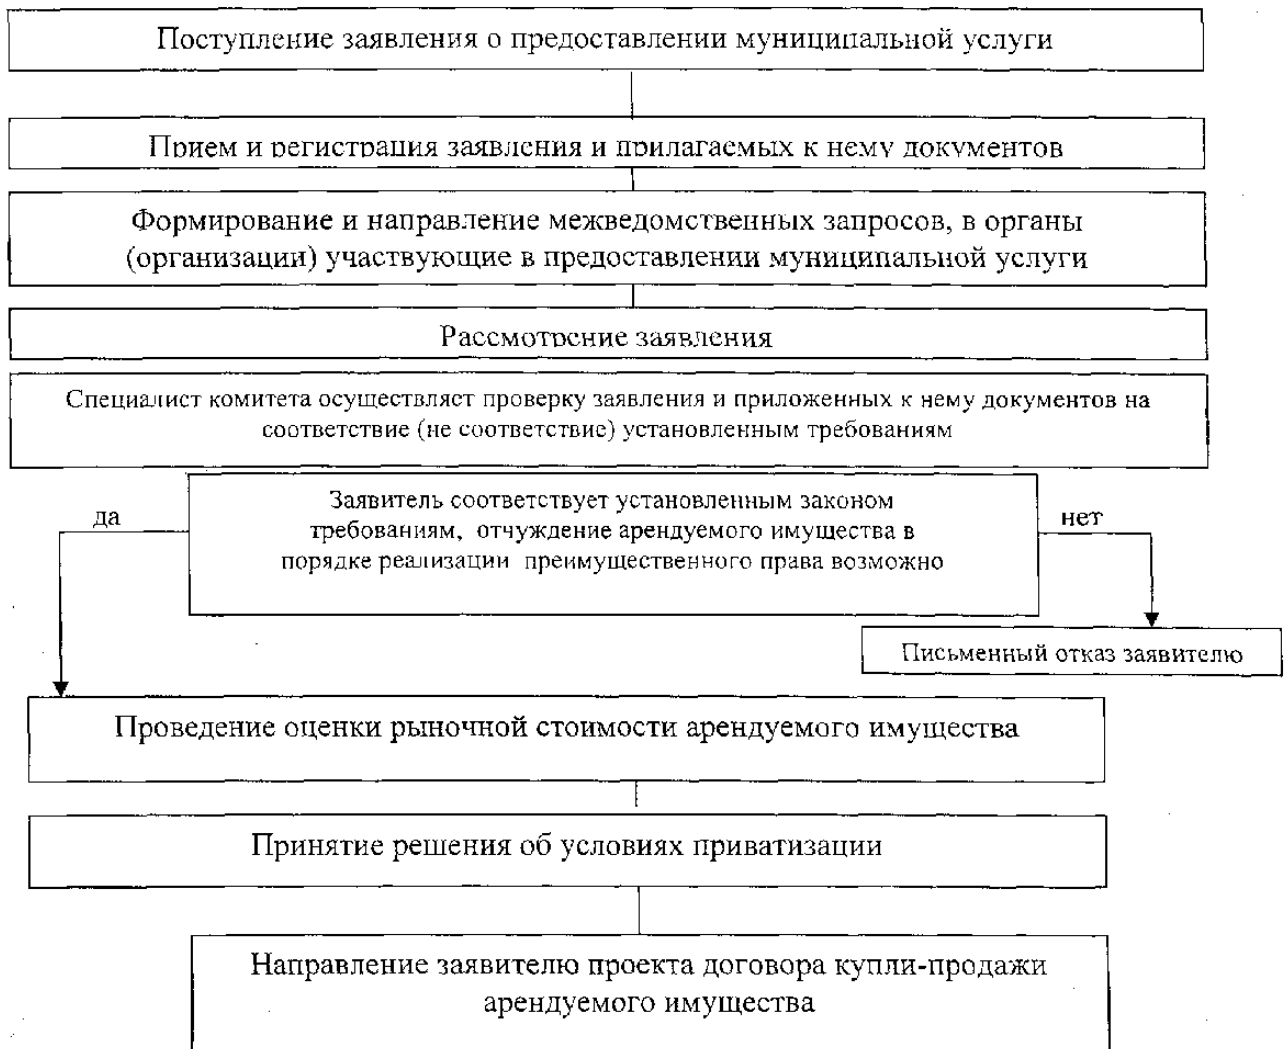 Поступление заявления о предоставлении муниципальной услуги
Прием и регистрация заявления и прилагаемых к нему документов
Формирование и направление межведомственных запросов, в органы
(организации) участвующие в предоставлении муниципальной услуги
Рассмотрение заявления
Специалист комитета осуществляет проверку заявления и приложенных к нему документов на
соответствие (не соответствие) установленным требованиям
Заявитель соответствует установленным законом
требованиям, отчуждение арендуемого имущества в
порядке реализации преимущественного права возможно
да
нет
Письменный отказ заявителю
Проведение оценки рыночной стоимости арендуемого имущества
Принятие решения об условиях приватизации
Направление заявителю проекта договора купли-продажи
арендуемого имущества